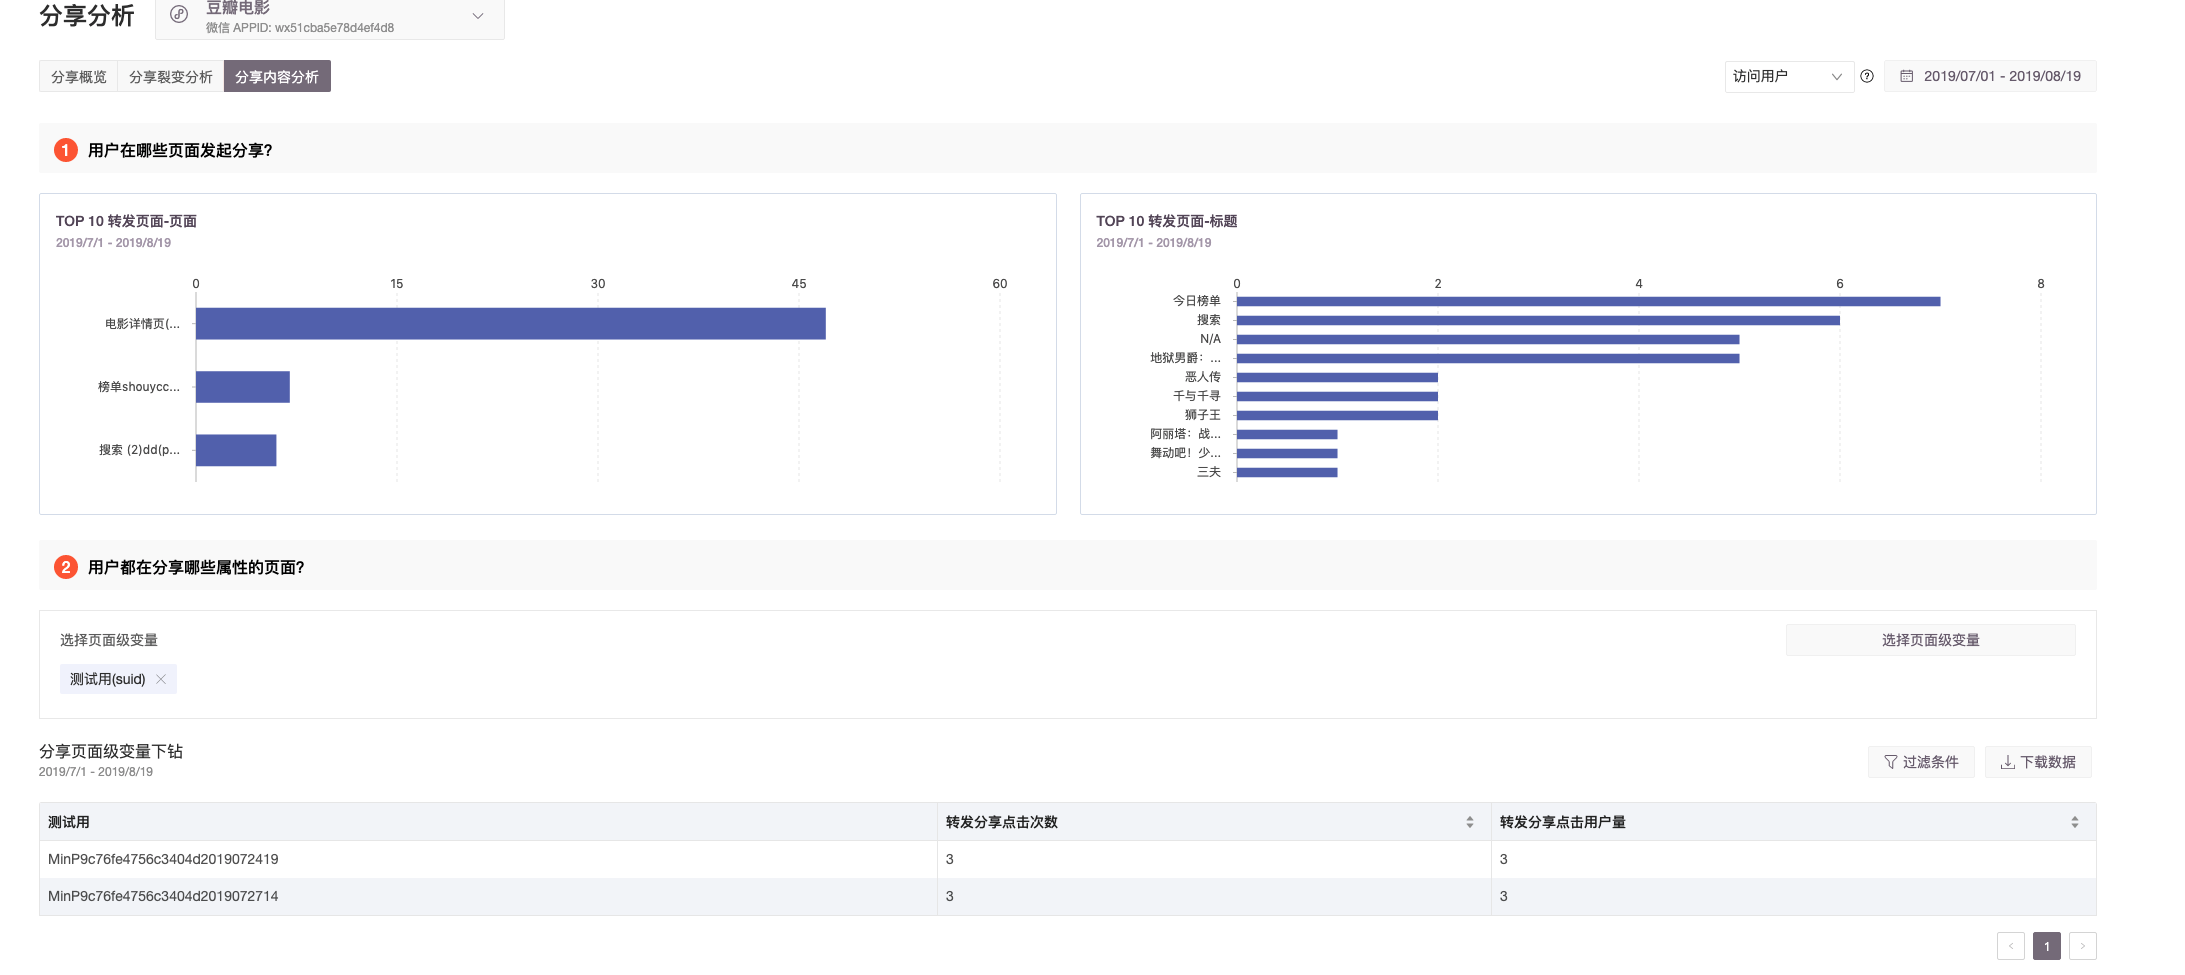 分享分析
豆瓣电影
微信 APPID: wx51cba5e78d4ef4d8
分享概览 分享裂变分析 分享内容分析
访问用户 2019/07/01 - 2019/08/19
1 用户在哪些页面发起分享?
TOP 10 转发页面-页面
2019/7/1 - 2019/8/19
0 15 30 45 60
电影详情页(...
榜单shouycc...
搜索 (2)dd(p...
TOP 10 转发页面-标题
2019/7/1 - 2019/8/19
0 2 4 6 8
今日榜单
搜索
N/A
地狱男爵：...
恶人传
千与千寻
狮子王
阿丽塔：战...
舞动吧！少...
三夫
2 用户都在分享哪些属性的页面?
选择页面级变量 选择页面级变量
测试用(suid)
分享页面级变量下钻
2019/7/1 - 2019/8/19
过滤条件 下载数据
测试用 转发分享点击次数 转发分享点击用户量
MinP9c76fe4756c3404d2019072419 3 3
MinP9c76fe4756c3404d2019072714 3 3
1